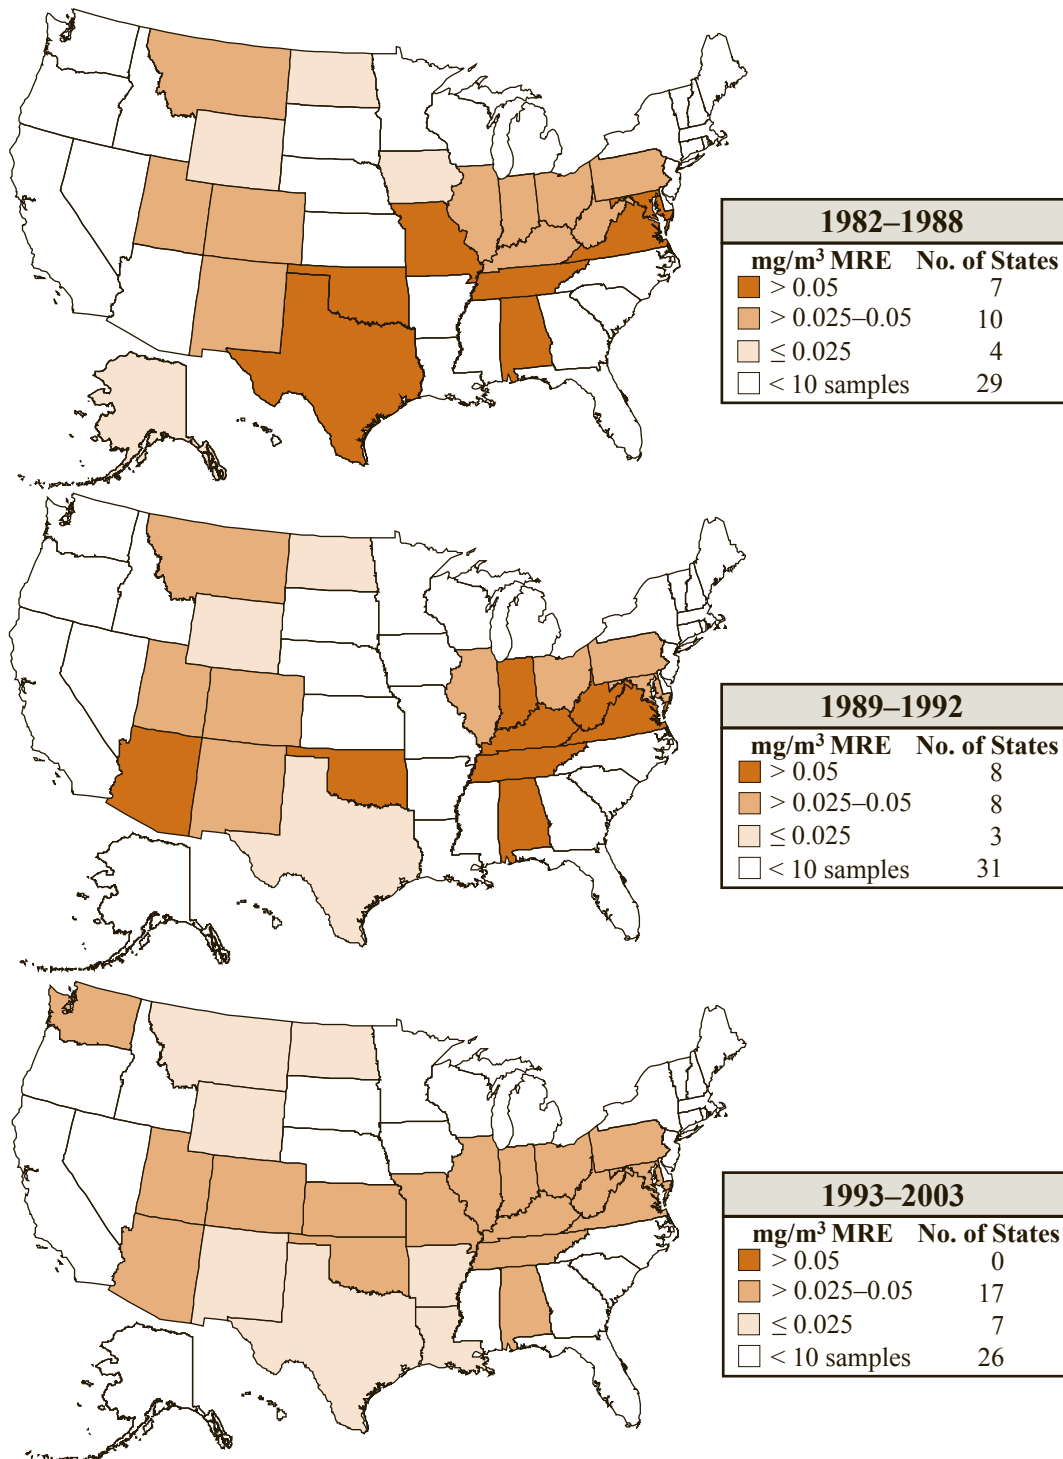 1982–1988
mg/m³ MRE No. of States
> 0.05 7
> 0.025–0.05 10
≤ 0.025 4
< 10 samples 29
1989–1992
mg/m³ MRE No. of States
> 0.05 8
> 0.025–0.05 8
≤ 0.025 3
< 10 samples 31
1993–2003
mg/m³ MRE No. of States
> 0.05 0
> 0.025–0.05 17
≤ 0.025 7
< 10 samples 26